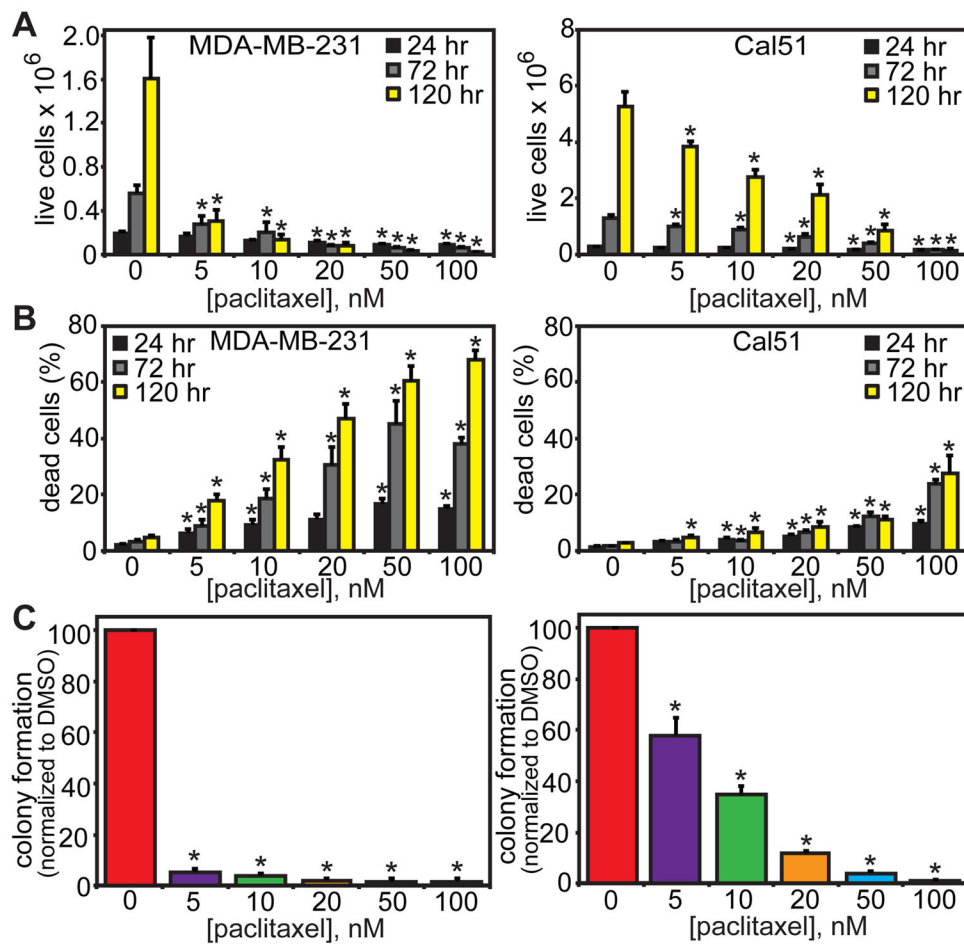 A
MDA-MB-231
24 hr
72 hr
120 hr
live cells x 10⁶
2.0
1.6
1.2
0.4
0
* * * * * * * * * * * * *
0 5 10 20 50 100
[paclitaxel], nM
Cal51
24 hr
72 hr
120 hr
live cells x 10⁶
8
6
4
2
0
* * * * * * * * * * * * *
0 5 10 20 50 100
[paclitaxel], nM
B
MDA-MB-231
24 hr
72 hr
120 hr
dead cells (%)
80
60
40
20
0
* * * * * * * * * * * * * *
0 5 10 20 50 100
[paclitaxel], nM
Cal51
24 hr
72 hr
120 hr
dead cells (%)
80
60
40
20
0
* * * * * * * * * * * * *
0 5 10 20 50 100
[paclitaxel], nM
C
colony formation
(normalized to DMSO)
100
80
60
40
20
0
* * * * *
0 5 10 20 50 100
[paclitaxel], nM
colony formation
(normalized to DMSO)
100
80
60
40
20
0
* * * * *
0 5 10 20 50 100
[paclitaxel], nM